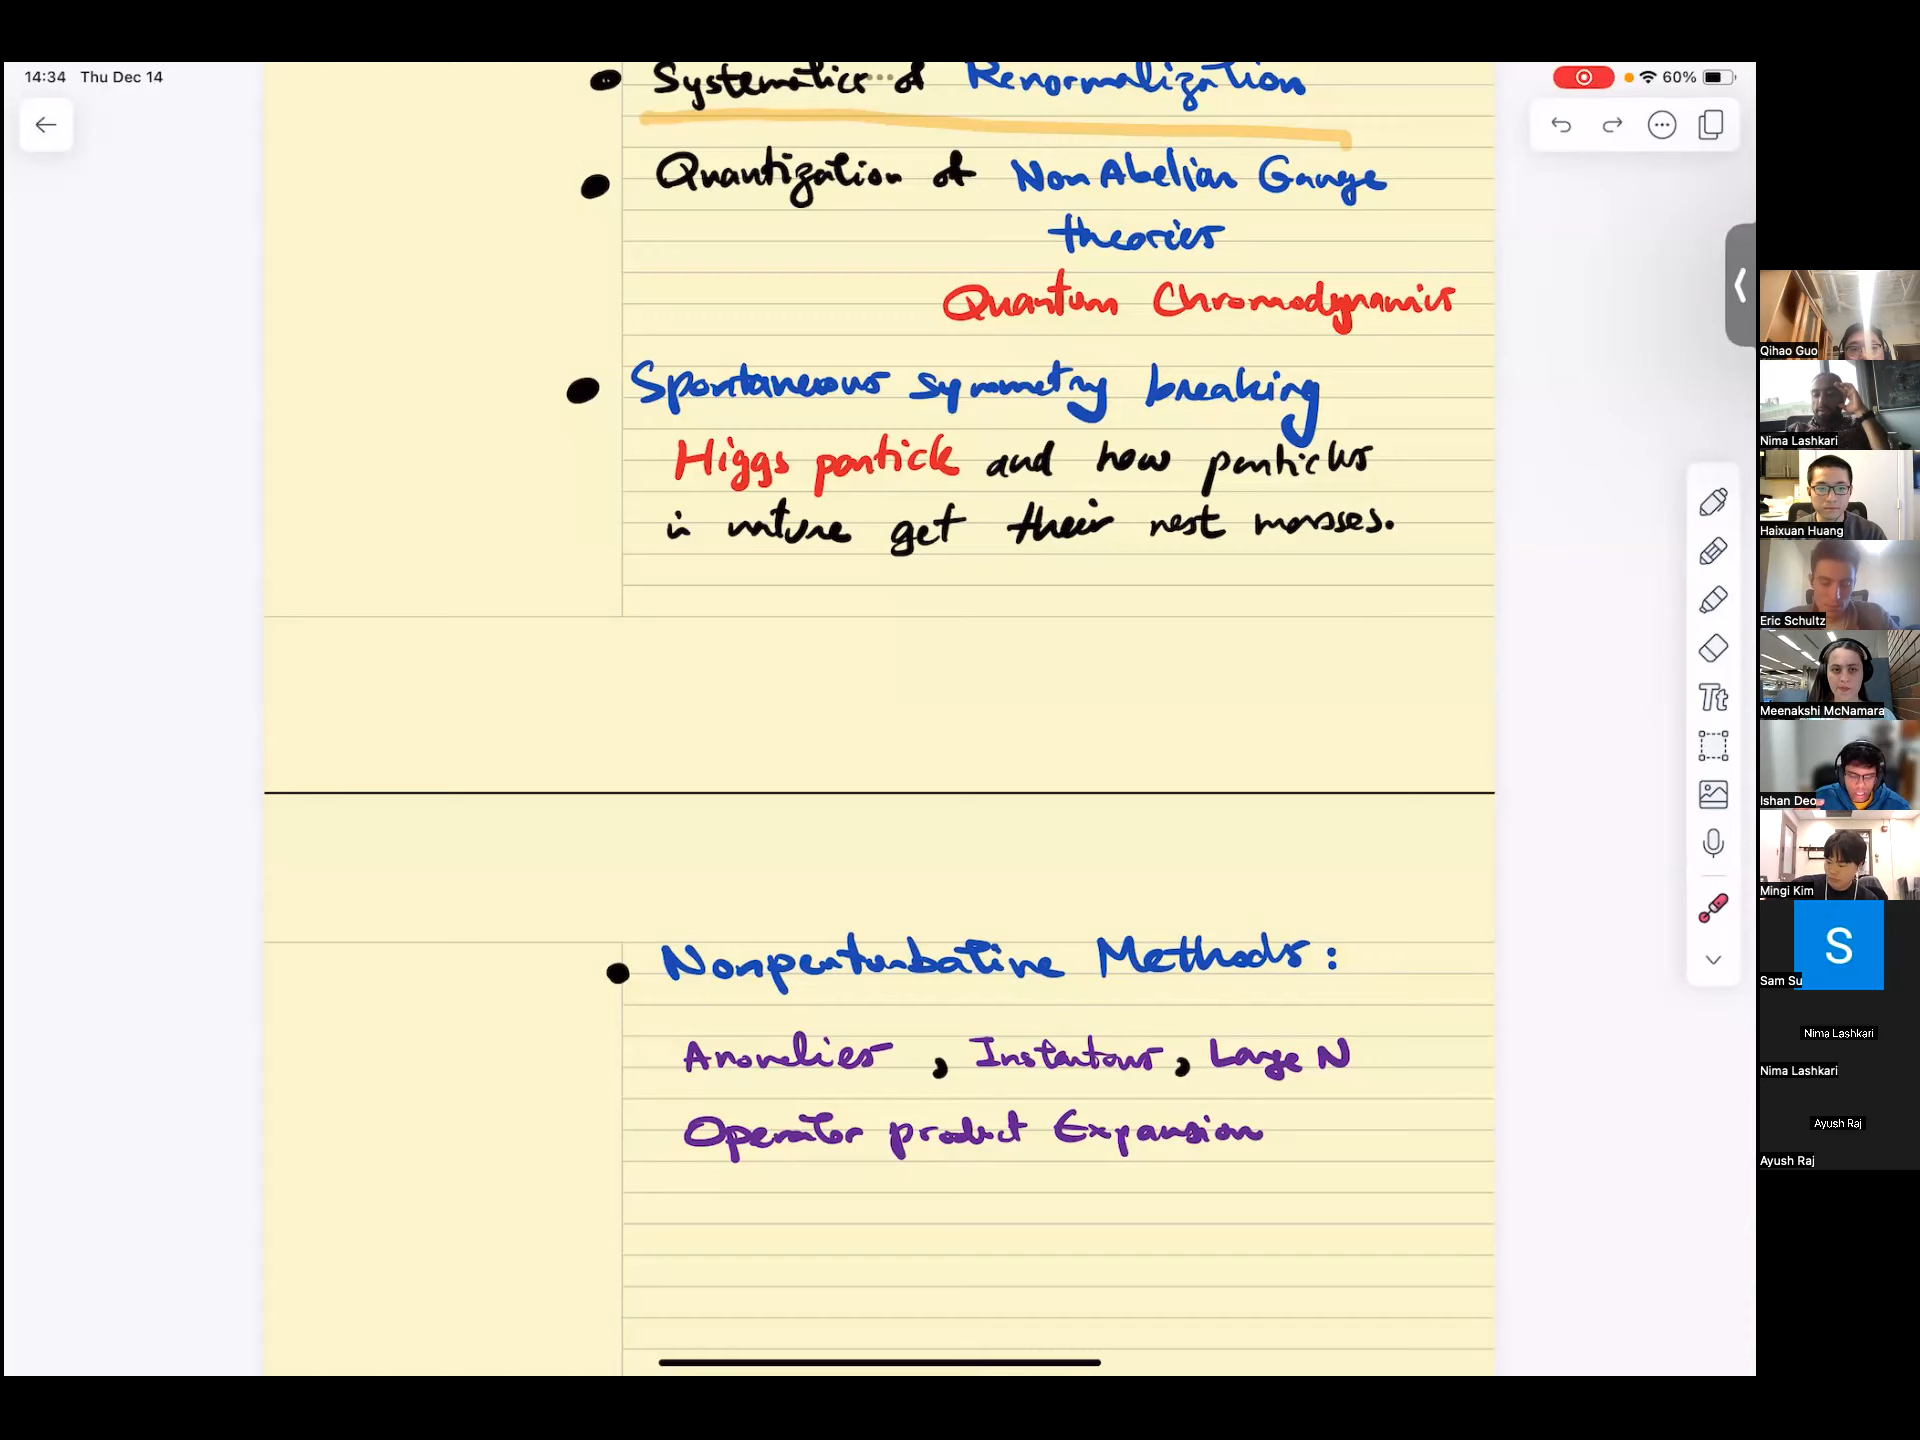 14:34 Thu Dec 14
60%
Systematics of Renormalization
Quantization of Non Abelian Gauge
theories
Quantum Chromodynamics
Spontaneous symmetry breaking
Higgs particle and how particles
in nature get their rest masses.
Nonperturbative Methods:
Anomalies, Instantons, Large N
Operator product Expansion
Tt
Qihao Guo
Nima Lashkari
Haixuan Huang
Eric Schultz
Meenakshi McNamara
Ishan Deo
Mingi Kim
S
Sam Su
Nima Lashkari
Nima Lashkari
Ayush Raj
Ayush Raj